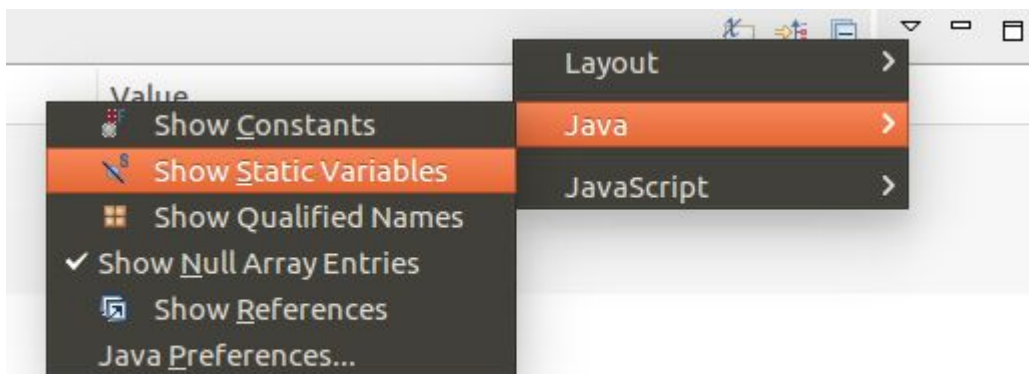 Value
Layout
Java
JavaScript
Show Constants
Show Static Variables
Show Qualified Names
Show Null Array Entries
Show References
Java Preferences...